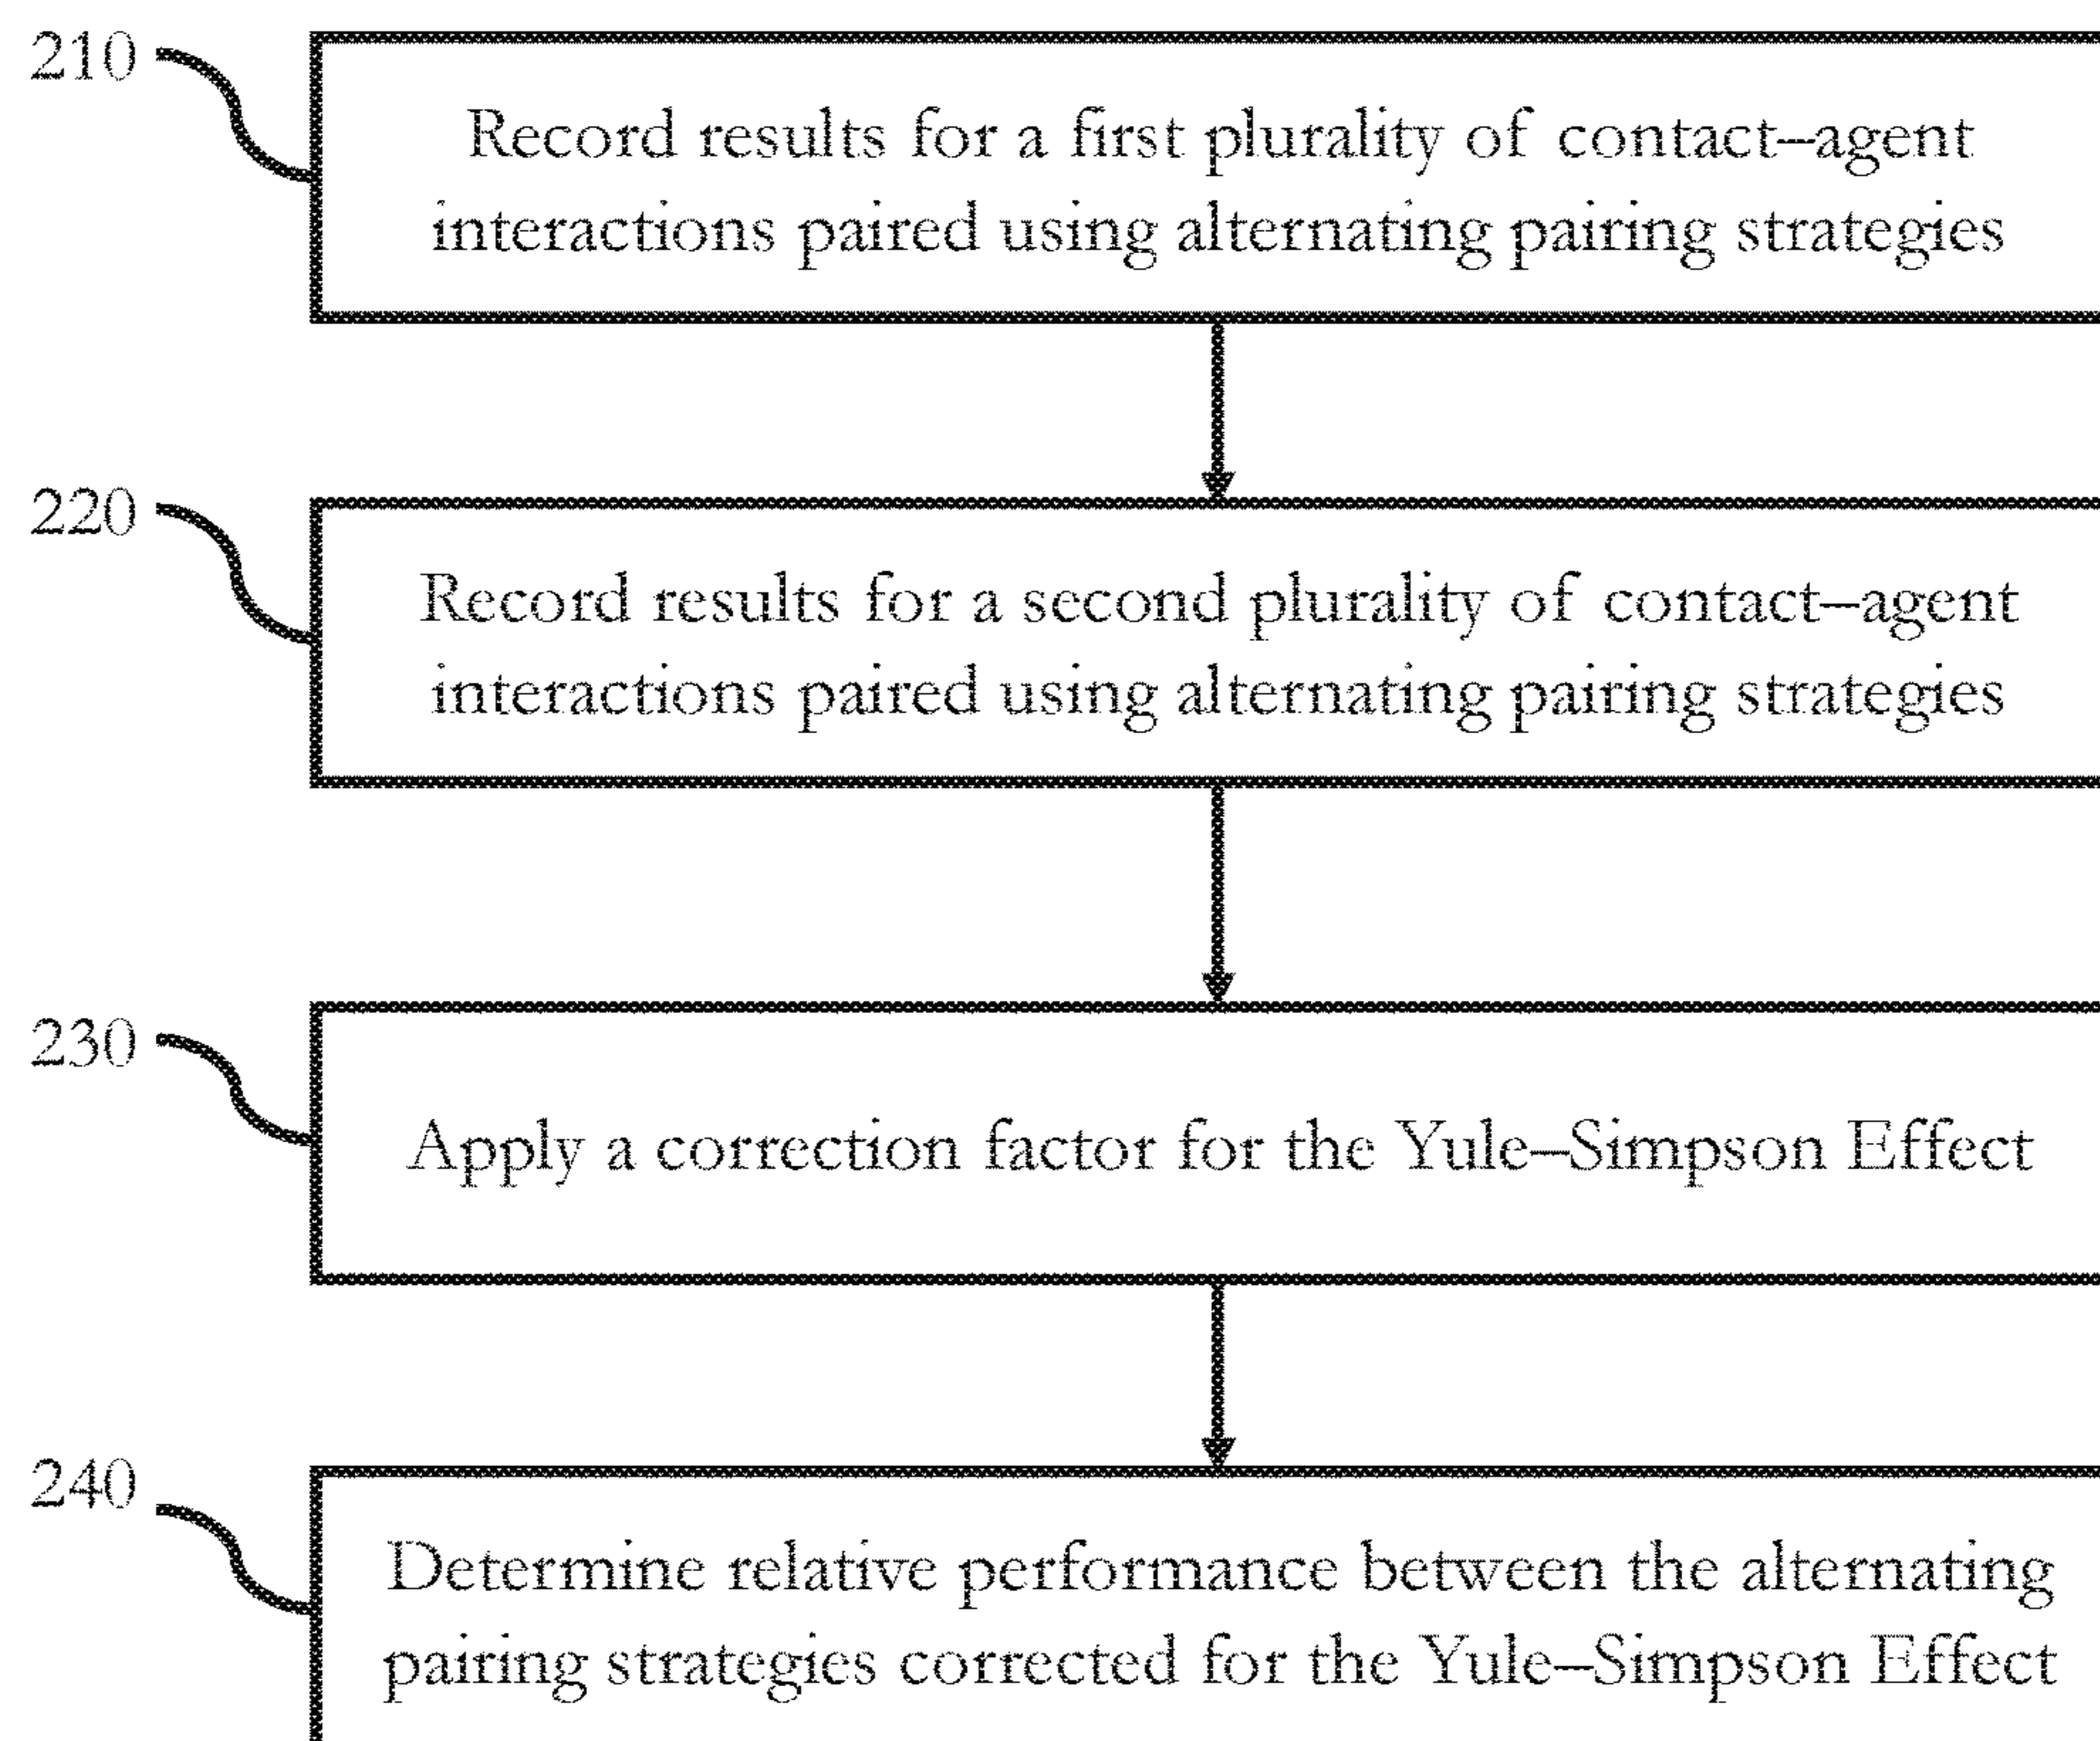 210
Record results for a first plurality of contact–agent
interactions paired using alternating pairing strategies
220
Record results for a second plurality of contact–agent
interactions paired using alternating pairing strategies
230
Apply a correction factor for the Yule–Simpson Effect
240
Determine relative performance between the alternating
pairing strategies corrected for the Yule–Simpson Effect